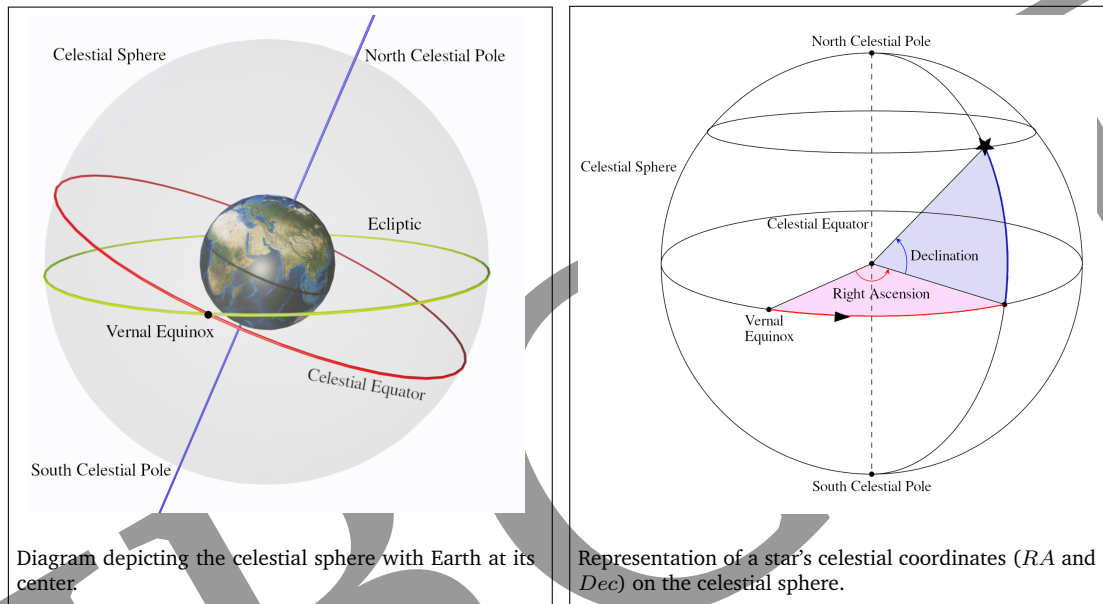 Celestial Sphere
North Celestial Pole
Ecliptic
Vernal Equinox
Celestial Equator
South Celestial Pole
Diagram depicting the celestial sphere with Earth at its
center.
North Celestial Pole
Celestial Sphere
Celestial Equator
Declination
Right Ascension
Vernal
Equinox
South Celestial Pole
Representation of a star's celestial coordinates (RA and
Dec) on the celestial sphere.